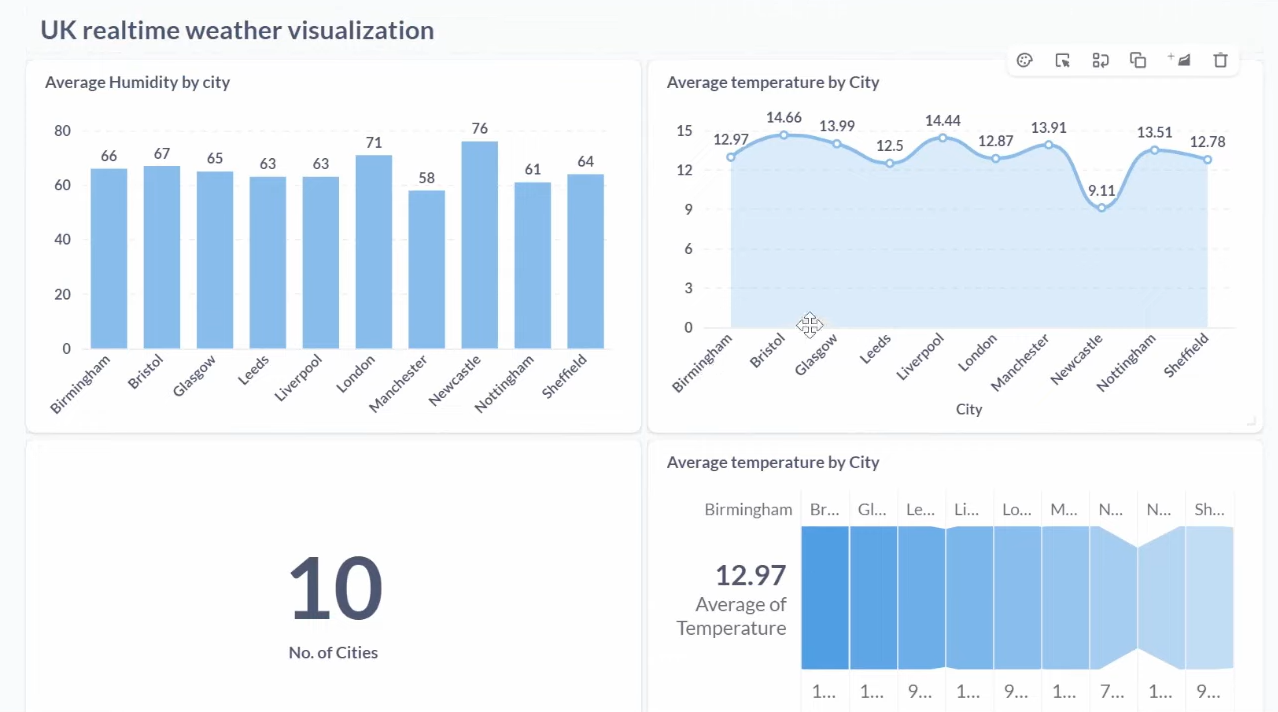 UK realtime weather visualization
Average Humidity by city
80
60
40
20
0
66 67 65 63 63 71 58 76 61 64
Birmingham Bristol Glasgow Leeds Liverpool London Manchester Newcastle Nottingham Sheffield
Average temperature by City
15
12
9
6
3
0
12.97 14.66 13.99 12.5 14.44 12.87 13.91 9.11 13.51 12.78
Birmingham Bristol Glasgow Leeds Liverpool London Manchester Newcastle Nottingham Sheffield
City
10
No. of Cities
Average temperature by City
Birmingham Br... Gl... Le... Li... Lo... M... N... N... Sh...
12.97
Average of
Temperature
1... 1... 9... 1... 9... 1... 7... 1... 9...